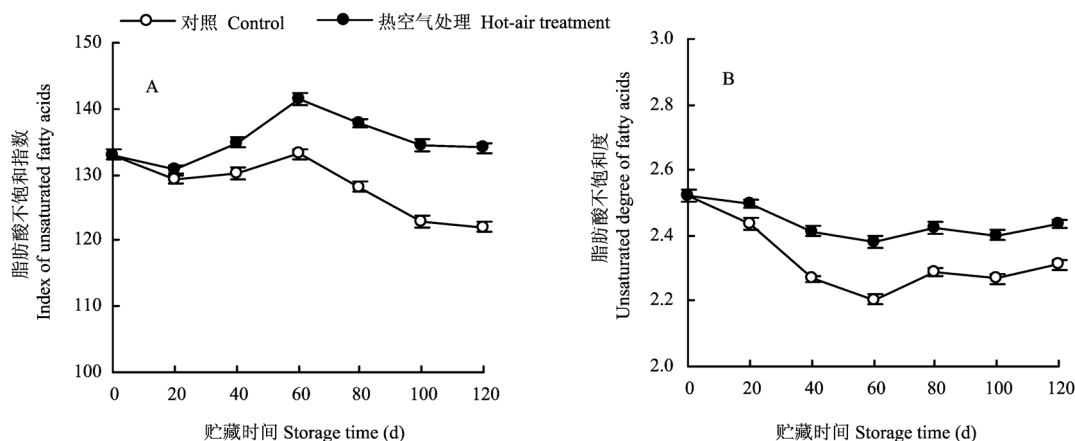 对照 Control 热空气处理 Hot-air treatment
A
150
140
130
120
110
100
0 20 40 60 80 100 120
贮藏时间 Storage time (d)
脂肪酸不饱和指数
Index of unsaturated fatty acids
B
3.0
2.8
2.6
2.4
2.2
2.0
0 20 40 60 80 100 120
贮藏时间 Storage time (d)
脂肪酸不饱和度
Unsaturated degree of fatty acids